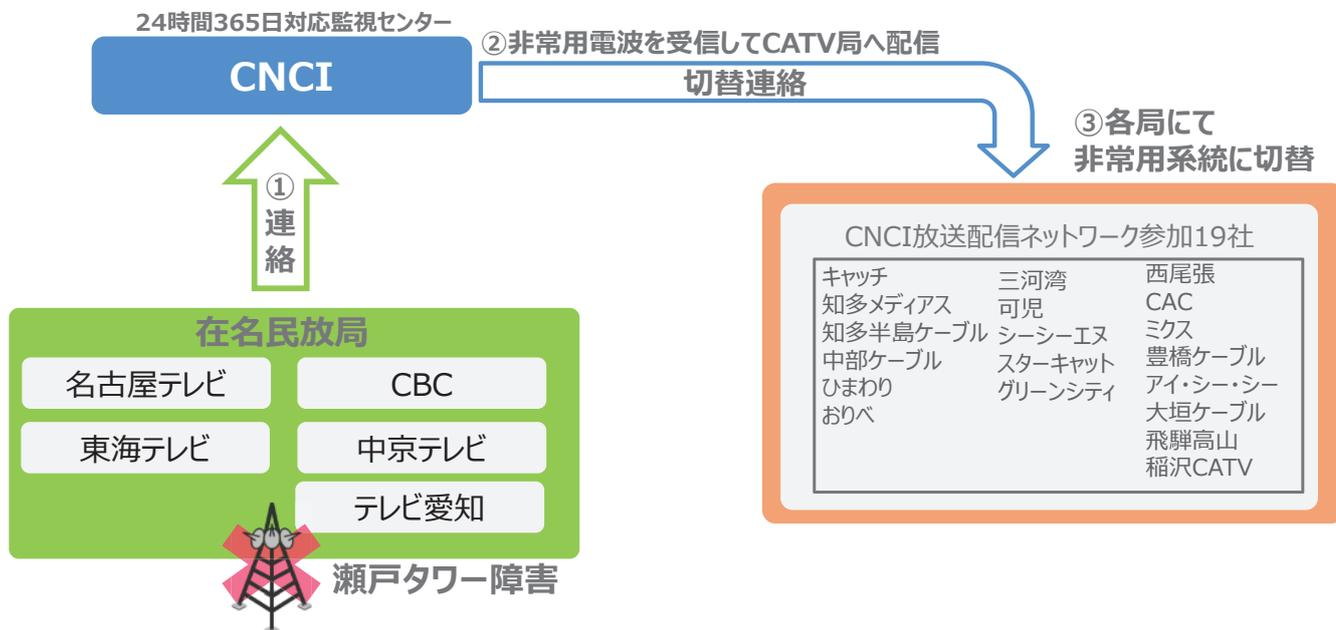 24時間365日対応監視センター
CNCI
②非常用電波を受信してCATV局へ配信
切替連絡
③各局にて
非常用系統に切替
①
連
絡
CNCI放送配信ネットワーク参加19社
キャッチ
知多メディアス
知多半島ケーブル
中部ケーブル
ひまわり
おりべ
三河湾
可児
シーシーエヌ
スターキャット
グリーンシティ
西尾張
CAC
ミクス
豊橋ケーブル
アイ・シー・シー
大垣ケーブル
飛騨高山
稲沢CATV
在名民放局
名古屋テレビ
CBC
東海テレビ
中京テレビ
テレビ愛知
瀬戸タワー障害